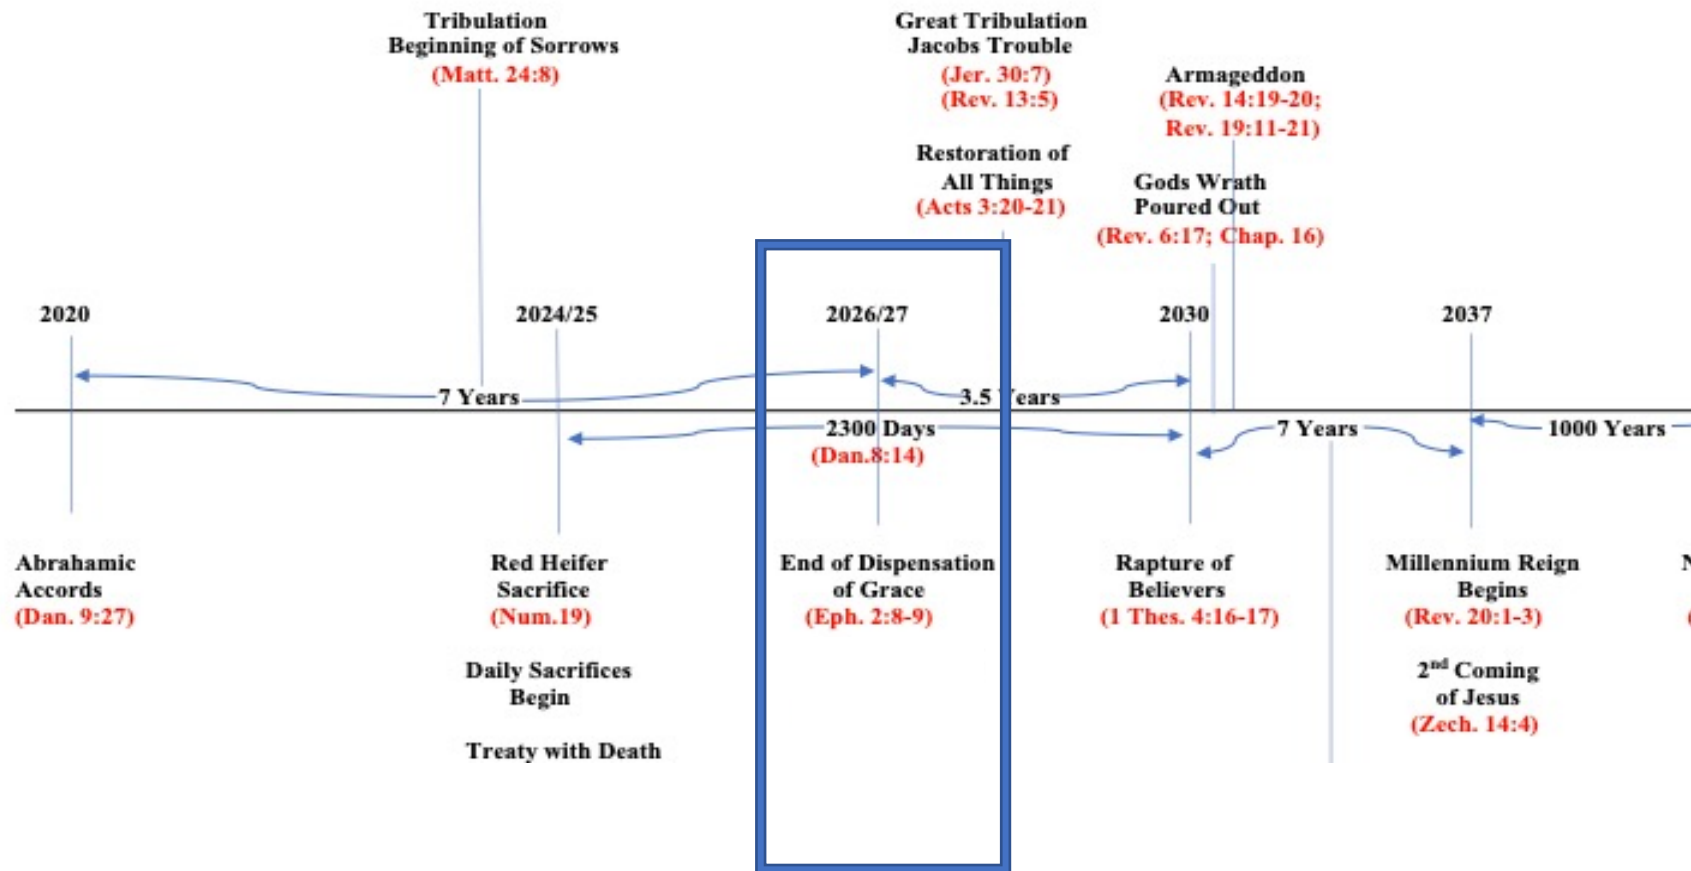 Tribulation
Beginning of Sorrows
(Matt. 24:8)
Great Tribulation
Jacobs Trouble
(Jer. 30:7)
(Rev. 13:5)
Restoration of
All Things
(Acts 3:20-21)
Armageddon
(Rev. 14:19-20;
Rev. 19:11-21)
Gods Wrath
Poured Out
(Rev. 6:17; Chap. 16)
2020
2024/25
2026/27
2030
2037
7 Years
3.5 Years
2300 Days
(Dan.8:14)
7 Years
1000 Years
Abrahamic
Accords
(Dan. 9:27)
Red Heifer
Sacrifice
(Num.19)
Daily Sacrifices
Begin
Treaty with Death
End of Dispensation
of Grace
(Eph. 2:8-9)
Rapture of
Believers
(1 Thes. 4:16-17)
Millennium Reign
Begins
(Rev. 20:1-3)
2nd Coming
of Jesus
(Zech. 14:4)